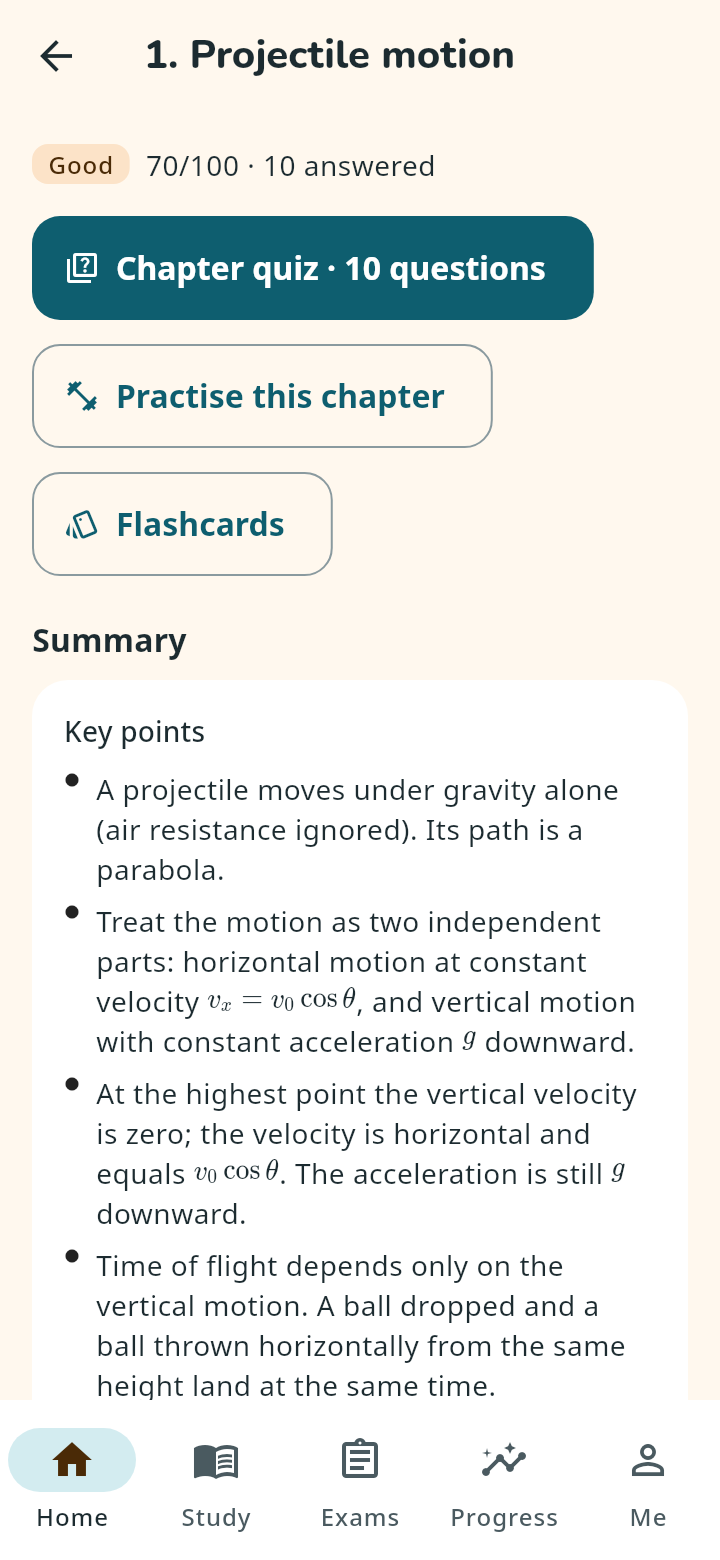 1. Projectile motion
Good 70/100 · 10 answered
Chapter quiz · 10 questions
Practise this chapter
Flashcards
Summary
Key points
• A projectile moves under gravity alone
(air resistance ignored). Its path is a
parabola.
• Treat the motion as two independent
parts: horizontal motion at constant
velocity vₓ = v₀ cos θ, and vertical motion
with constant acceleration g downward.
• At the highest point the vertical velocity
is zero; the velocity is horizontal and
equals v₀ cos θ. The acceleration is still g
downward.
• Time of flight depends only on the
vertical motion. A ball dropped and a
ball thrown horizontally from the same
height land at the same time.
Home Study Exams Progress Me